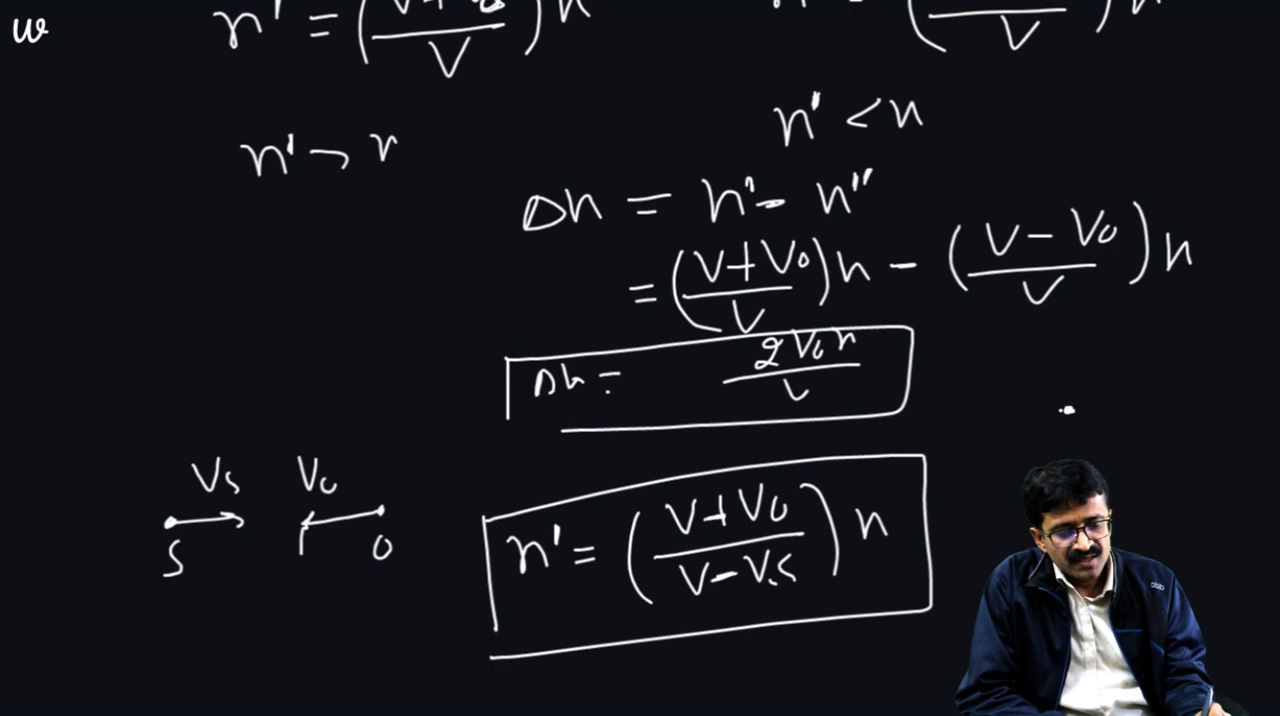 w
n' = (V+V₀/V)n
n' = ( /V)n
n' > n
n' < n
Δn = n' - n''
= (V+V₀/V)n - (V-V₀/V)n
Δn = 2V₀n/V
Vs V₀
S O
n' = (V+V₀/V-Vs)n